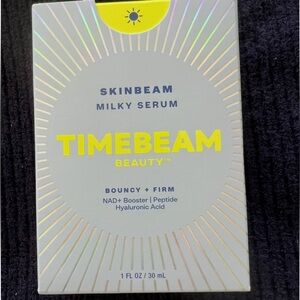 SKINBEAM
MILKY SERUM
TIMEBEAM
BEAUTY™
BOUNCY + FIRM
NAD+ Booster | Peptide
Hyaluronic Acid
1 FL OZ / 30 mL